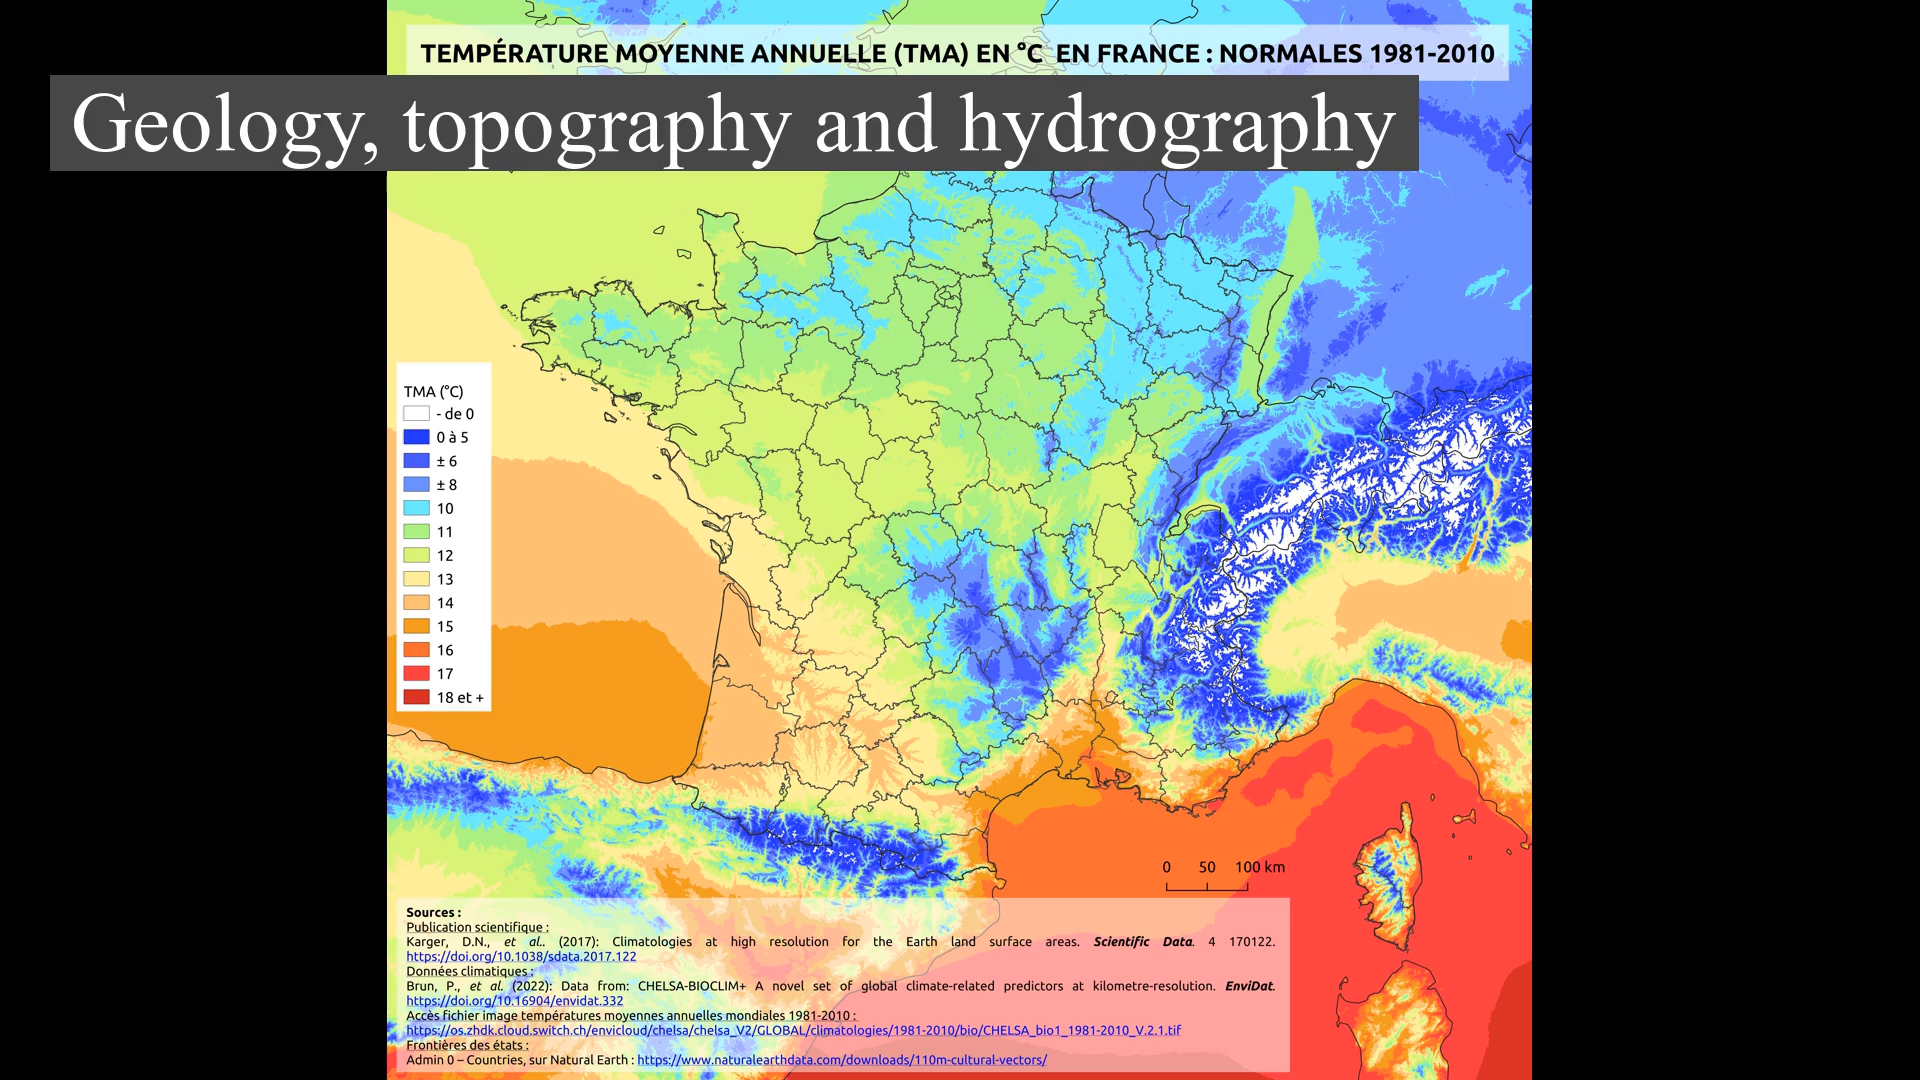 TEMPÉRATURE MOYENNE ANNUELLE (TMA) EN °C EN FRANCE : NORMALES 1981-2010
Geology, topography and hydrography
TMA (°C)
- de 0
0 à 5
± 6
± 8
10
11
12
13
14
15
16
17
18 et +
0 50 100 km
Sources :
Publication scientifique :
Karger, D.N., et al.. (2017): Climatologies at high resolution for the Earth land surface areas. Scientific Data. 4 170122.
https://doi.org/10.1038/sdata.2017.122
Données climatiques :
Brun, P., et al. (2022): Data from: CHELSA-BIOCLIM+ A novel set of global climate-related predictors at kilometre-resolution. EnviDat.
https://doi.org/10.16904/envidat.332
Accès fichier image températures moyennes annuelles mondiales 1981-2010 :
https://os.zhdk.cloud.switch.ch/envicloud/chelsa/chelsa_V2/GLOBAL/climatologies/1981-2010/bio/CHELSA_bio1_1981-2010_V.2.1.tif
Frontières des états :
Admin 0 – Countries, sur Natural Earth : https://www.naturalearthdata.com/downloads/110m-cultural-vectors/